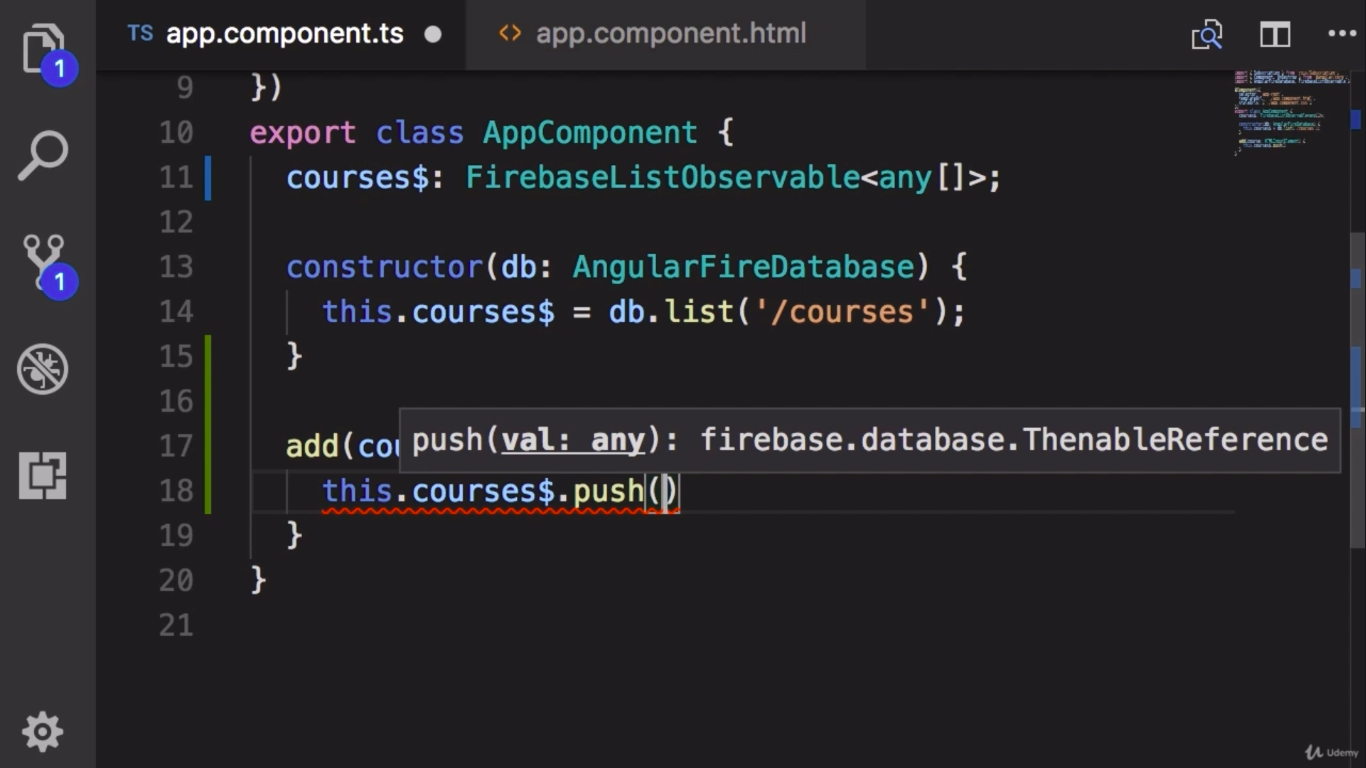 TS app.component.ts ● <> app.component.html
1
9 })
10 export class AppComponent {
11 courses$: FirebaseListObservable<any[]>;
12
13 constructor(db: AngularFireDatabase) {
14 this.courses$ = db.list('/courses');
15 }
16
push(val: any): firebase.database.ThenableReference
17 add(cou
18 this.courses$.push()
19 }
20 }
21
1
Udemy